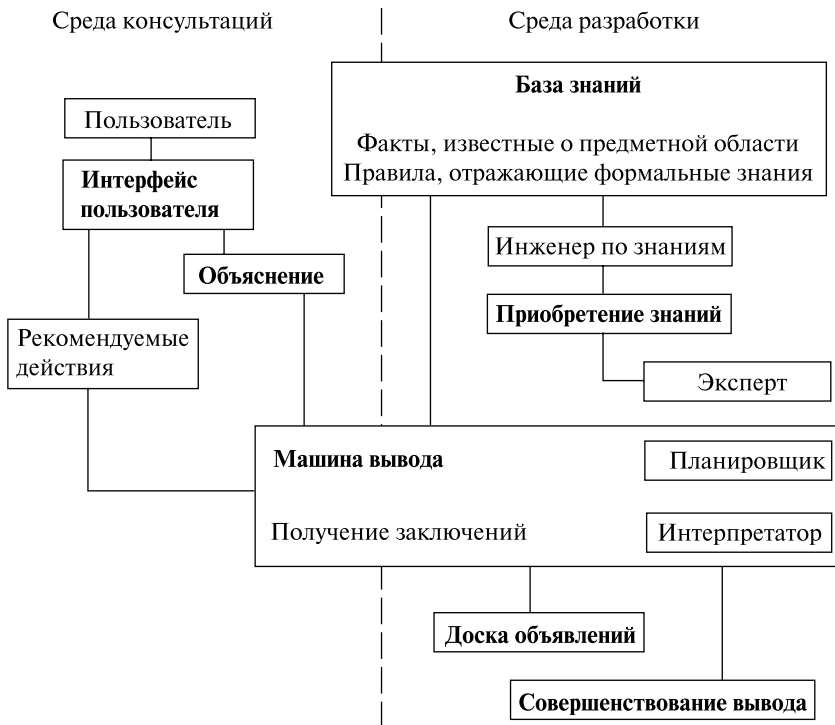 Среда консультаций
Среда разработки
База знаний
Факты, известные о предметной области
Правила, отражающие формальные знания
Пользователь
Интерфейс
пользователя
Объяснение
Рекомендуемые
действия
Инженер по знаниям
Приобретение знаний
Эксперт
Машина вывода
Планировщик
Получение заключений
Интерпретатор
Доска объявлений
Совершенствование вывода